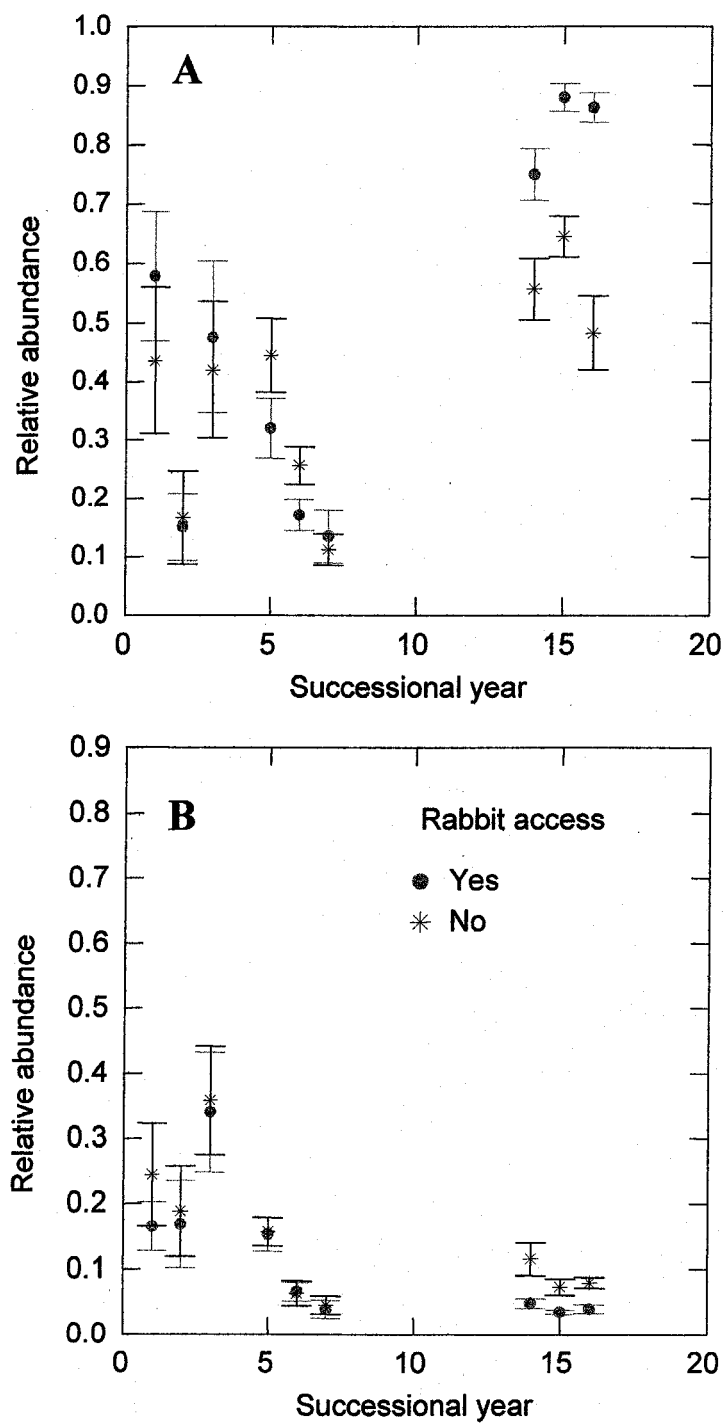 1.0
A
0.9
0.8
0.7
0.6
0.5
0.4
0.3
0.2
0.1
0.0
Relative abundance
0 5 10 15 20
Successional year
0.9
B
Rabbit access
0.8
Yes
0.7
No
0.6
0.5
0.4
0.3
0.2
0.1
0.0
Relative abundance
0 5 10 15 20
Successional year